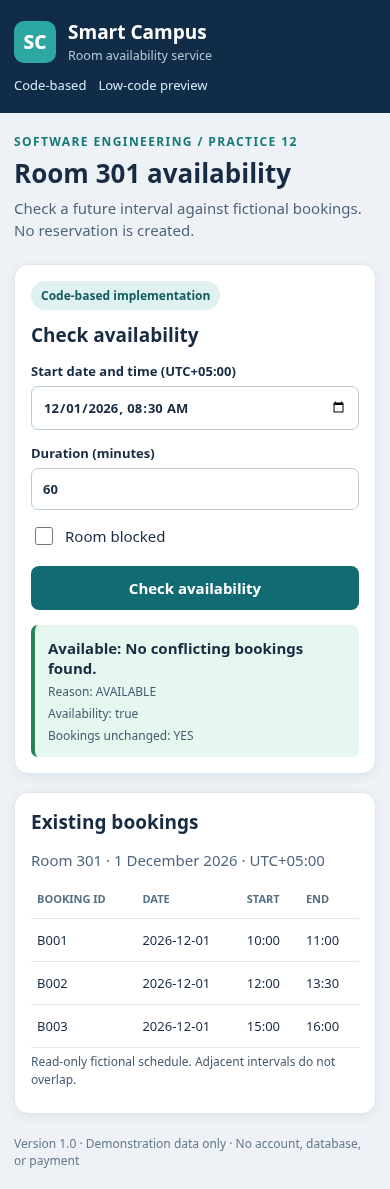 SC
Smart Campus
Room availability service
Code-based Low-code preview
SOFTWARE ENGINEERING / PRACTICE 12
Room 301 availability
Check a future interval against fictional bookings.
No reservation is created.
Code-based implementation
Check availability
Start date and time (UTC+05:00)
12/01/2026, 08:30 AM
Duration (minutes)
60
Room blocked
Check availability
Available: No conflicting bookings
found.
Reason: AVAILABLE
Availability: true
Bookings unchanged: YES
Existing bookings
Room 301 · 1 December 2026 · UTC+05:00
BOOKING ID DATE START END
B001 2026-12-01 10:00 11:00
B002 2026-12-01 12:00 13:30
B003 2026-12-01 15:00 16:00
Read-only fictional schedule. Adjacent intervals do not
overlap.
Version 1.0 · Demonstration data only · No account, database,
or payment